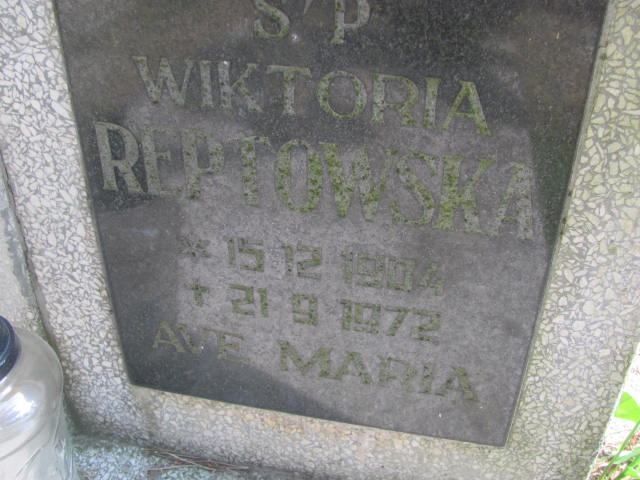 Ś'P
WIKTORIA
REPTOWSKA
* 15 12 1904
+ 21 9 1972
AVE MARIA